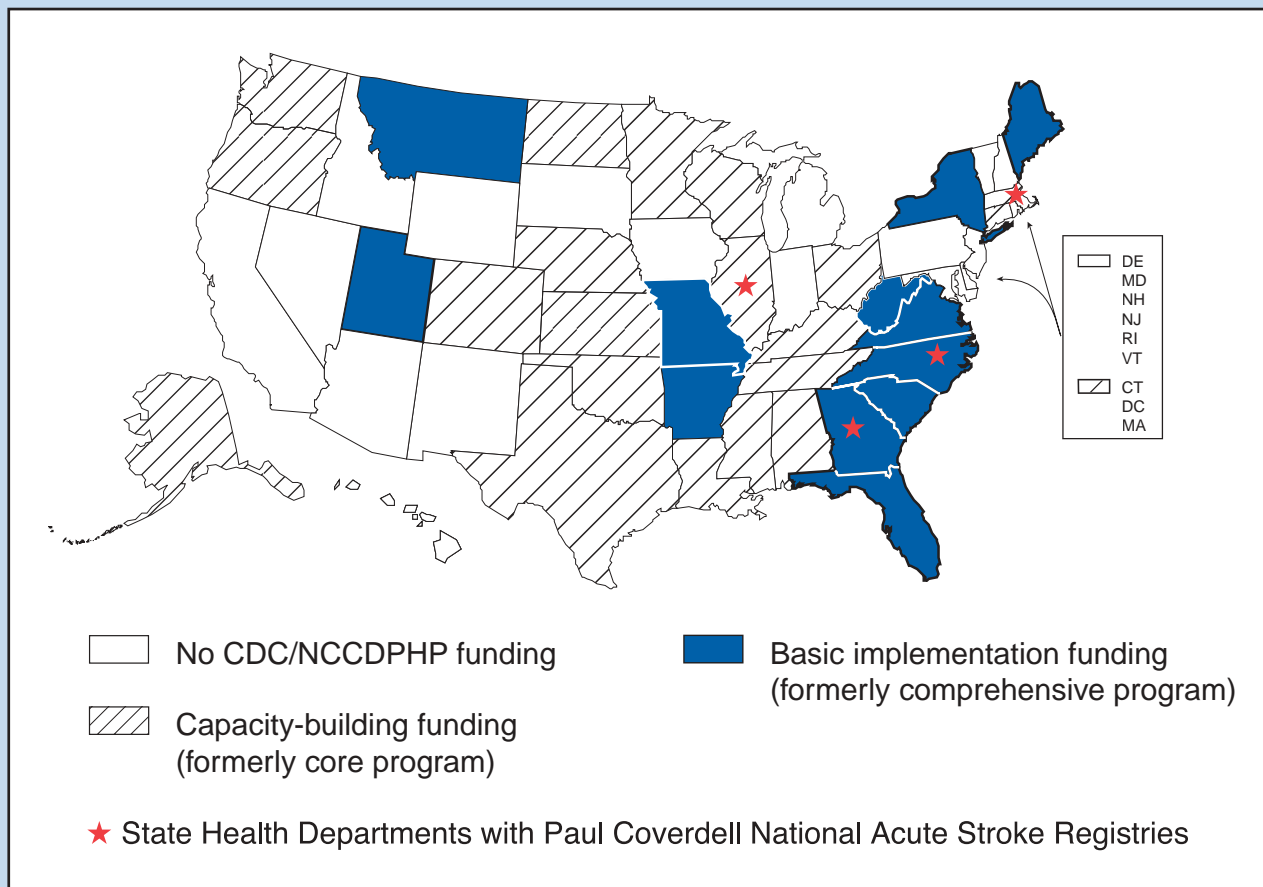 DE
MD
NH
NJ
RI
VT
CT
DC
MA
No CDC/NCCDPHP funding
Capacity-building funding
(formerly core program)
Basic implementation funding
(formerly comprehensive program)
State Health Departments with Paul Coverdell National Acute Stroke Registries